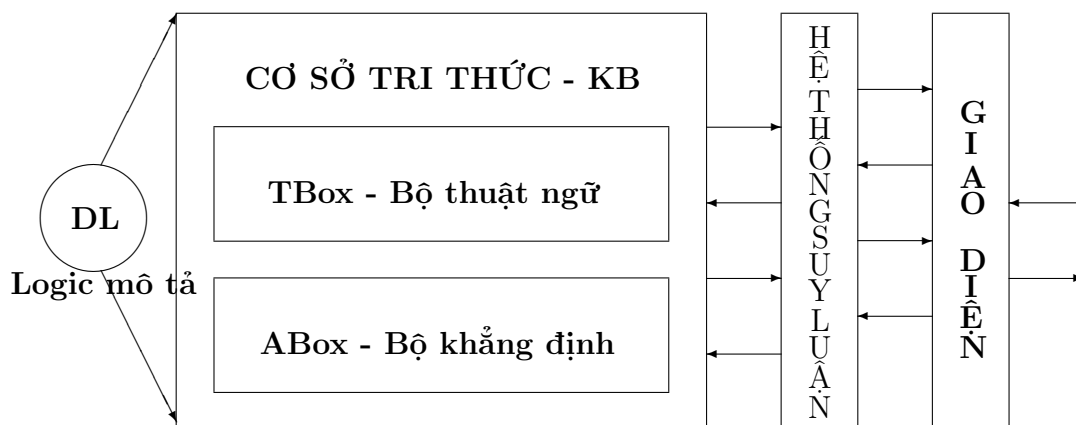 DL
Logic mô tả
CƠ SỞ TRI THỨC - KB
TBox - Bộ thuật ngữ
ABox - Bộ khẳng định
HỆ THỐNG SUY LUẬN
GIAO DIỆN